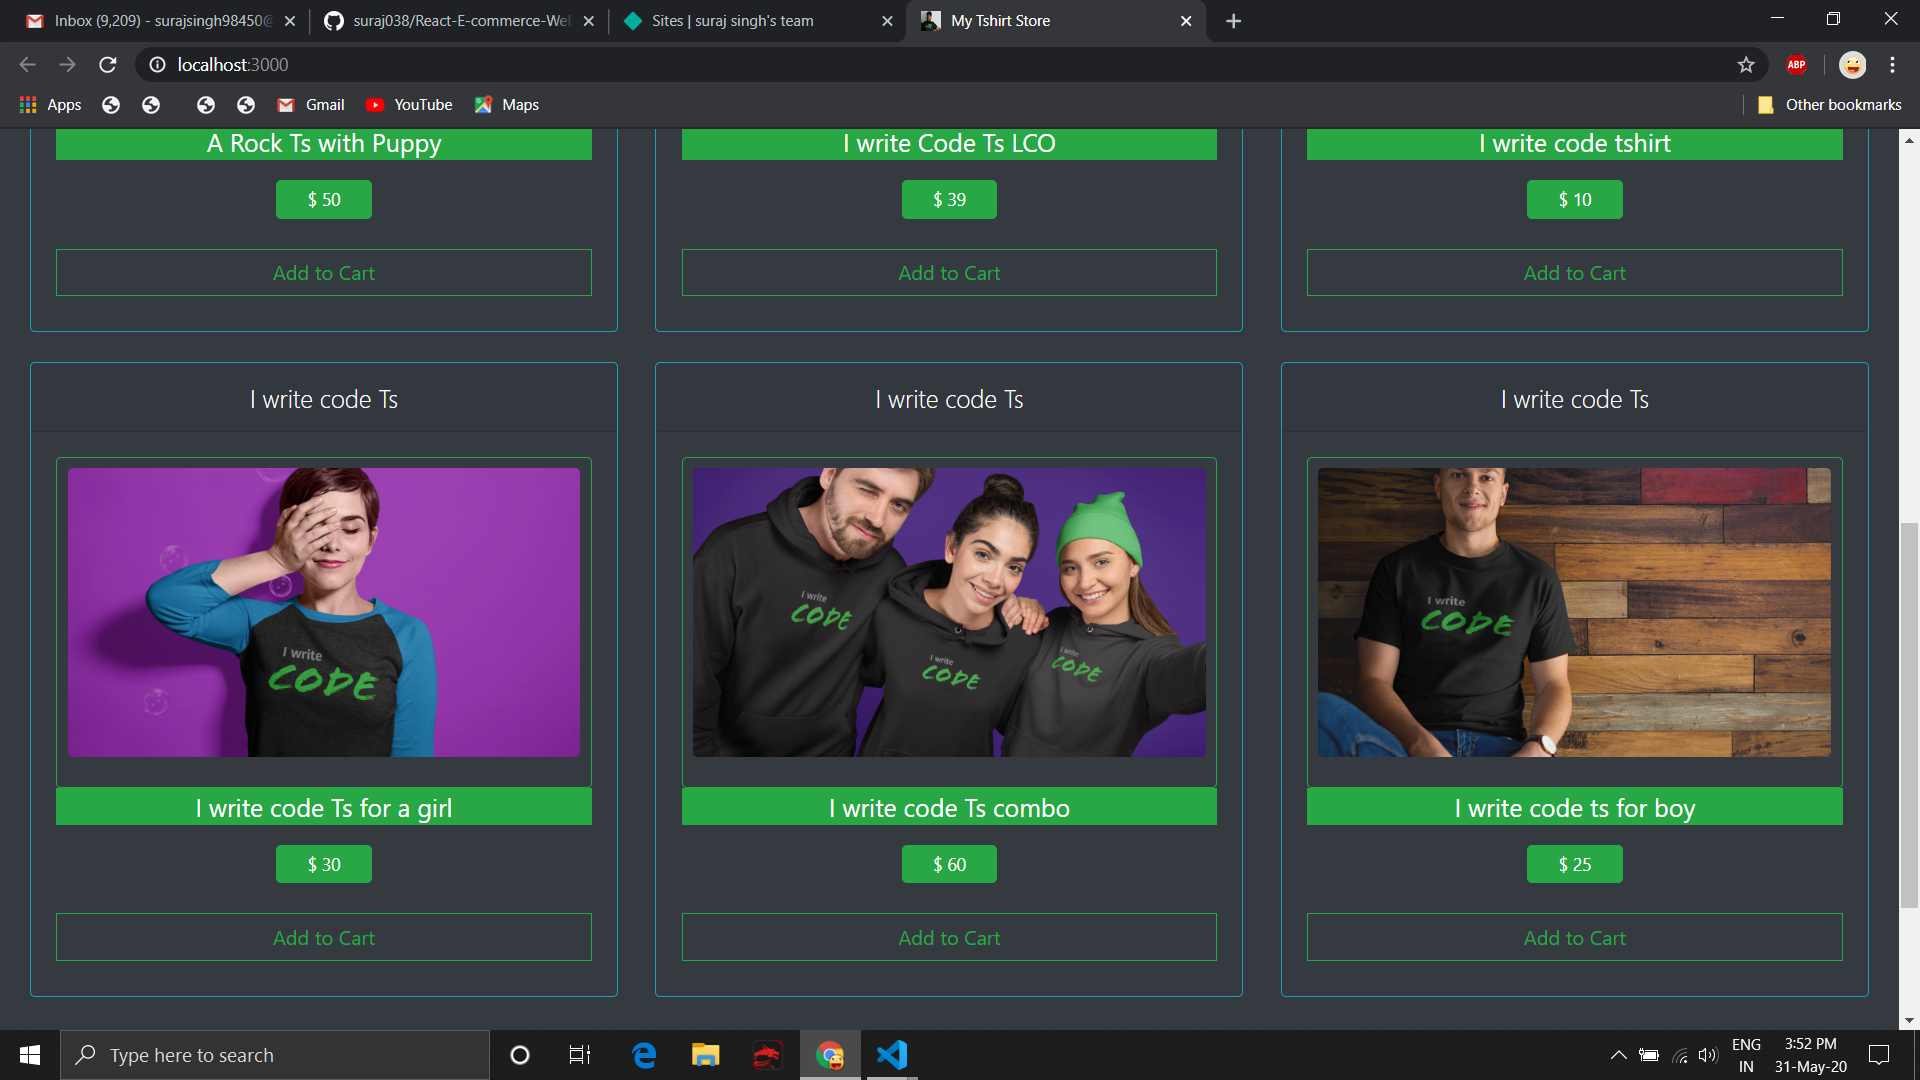 Inbox (9,209) - surajsingh98450@
suraj038/React-E-commerce-Web
Sites | suraj singh's team
My Tshirt Store
localhost:3000
ABP
Apps
Gmail
YouTube
Maps
Other bookmarks
A Rock Ts with Puppy
I write Code Ts LCO
I write code tshirt
$ 50
$ 39
$ 10
Add to Cart
Add to Cart
Add to Cart
I write code Ts
I write code Ts
I write code Ts
I write
CODE
I write
CODE
I write
CODE
I write
CODE
I write
CODE
I write code Ts for a girl
I write code Ts combo
I write code ts for boy
$ 30
$ 60
$ 25
Add to Cart
Add to Cart
Add to Cart
Type here to search
ENG
IN
3:52 PM
31-May-20